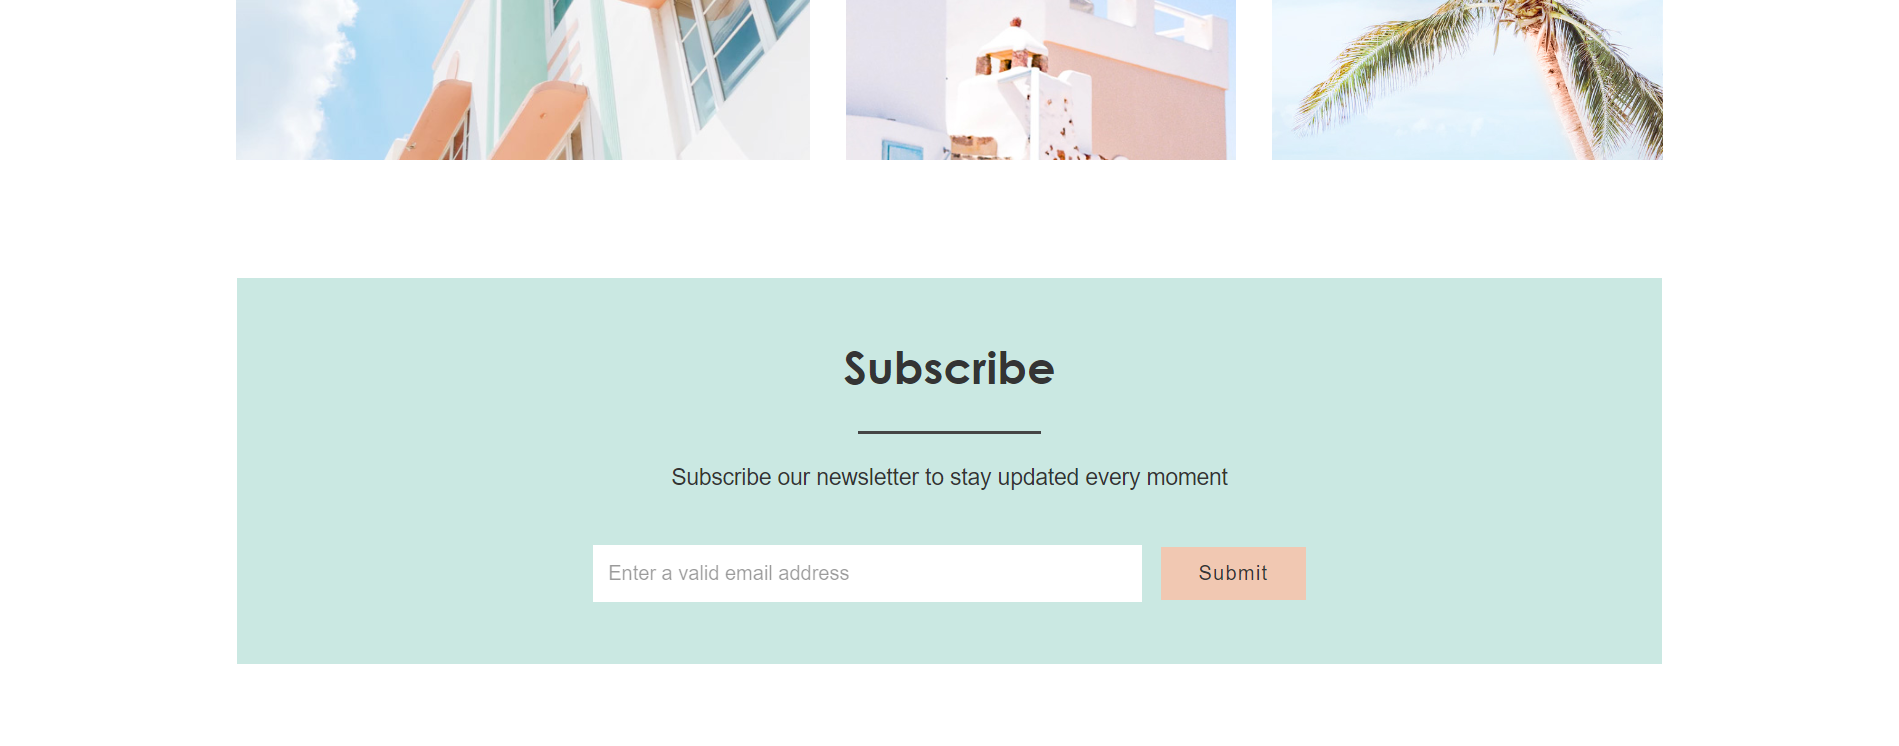 Subscribe
Subscribe our newsletter to stay updated every moment
Enter a valid email address
Submit